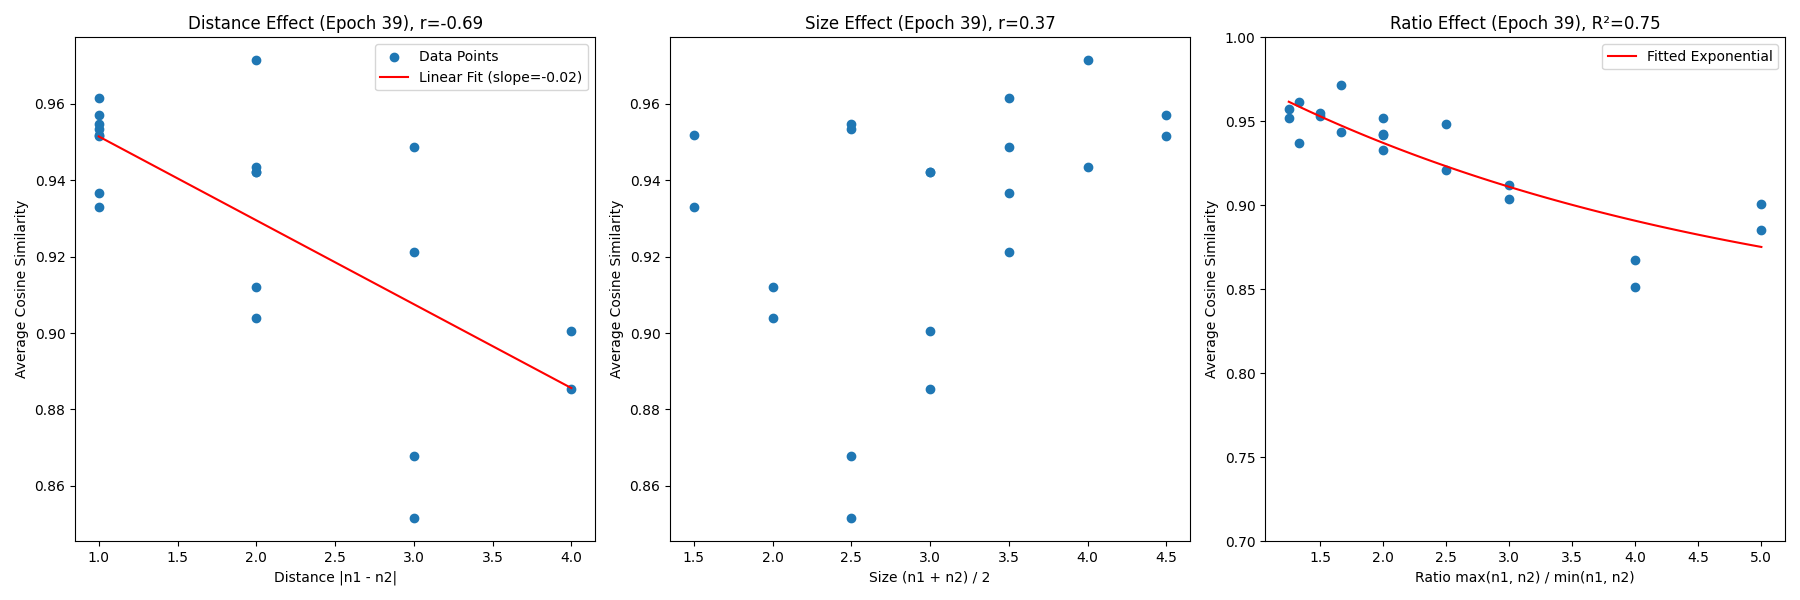 Distance Effect (Epoch 39), r=-0.69
Data Points
Linear Fit (slope=-0.02)
Average Cosine Similarity
0.96
0.94
0.92
0.90
0.88
0.86
1.0 1.5 2.0 2.5 3.0 3.5 4.0
Distance |n1 - n2|
Size Effect (Epoch 39), r=0.37
Average Cosine Similarity
0.96
0.94
0.92
0.90
0.88
0.86
1.5 2.0 2.5 3.0 3.5 4.0 4.5
Size (n1 + n2) / 2
Ratio Effect (Epoch 39), R²=0.75
Fitted Exponential
Average Cosine Similarity
1.00
0.95
0.90
0.85
0.80
0.75
0.70
1.5 2.0 2.5 3.0 3.5 4.0 4.5 5.0
Ratio max(n1, n2) / min(n1, n2)